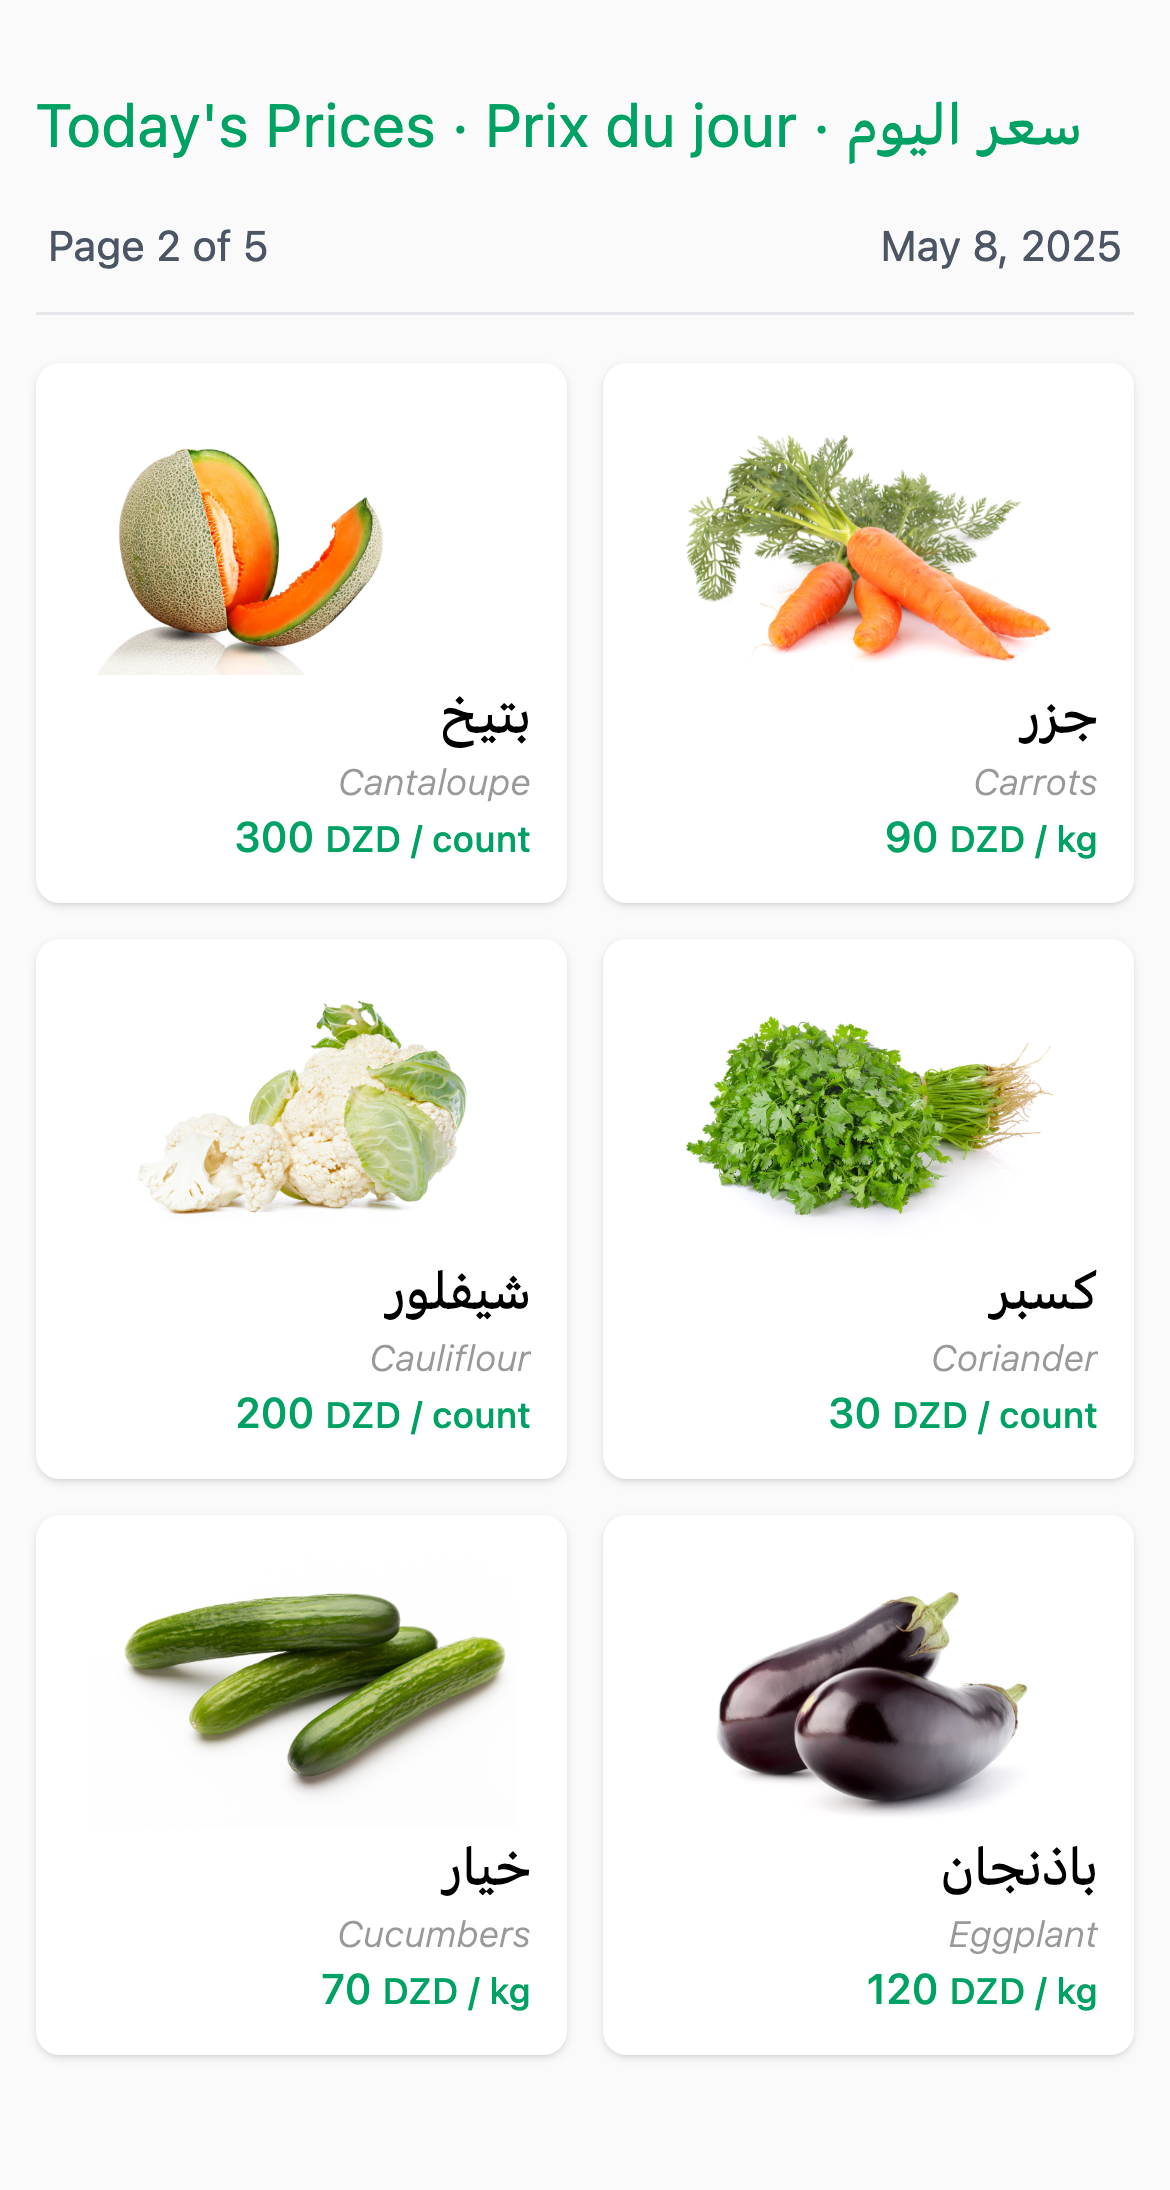 Today's Prices · Prix du jour · سعر اليوم
Page 2 of 5
May 8, 2025
بتيخ
Cantaloupe
300 DZD / count
جزر
Carrots
90 DZD / kg
شيفلور
Cauliflour
200 DZD / count
كسبر
Coriander
30 DZD / count
خيار
Cucumbers
70 DZD / kg
باذنجان
Eggplant
120 DZD / kg